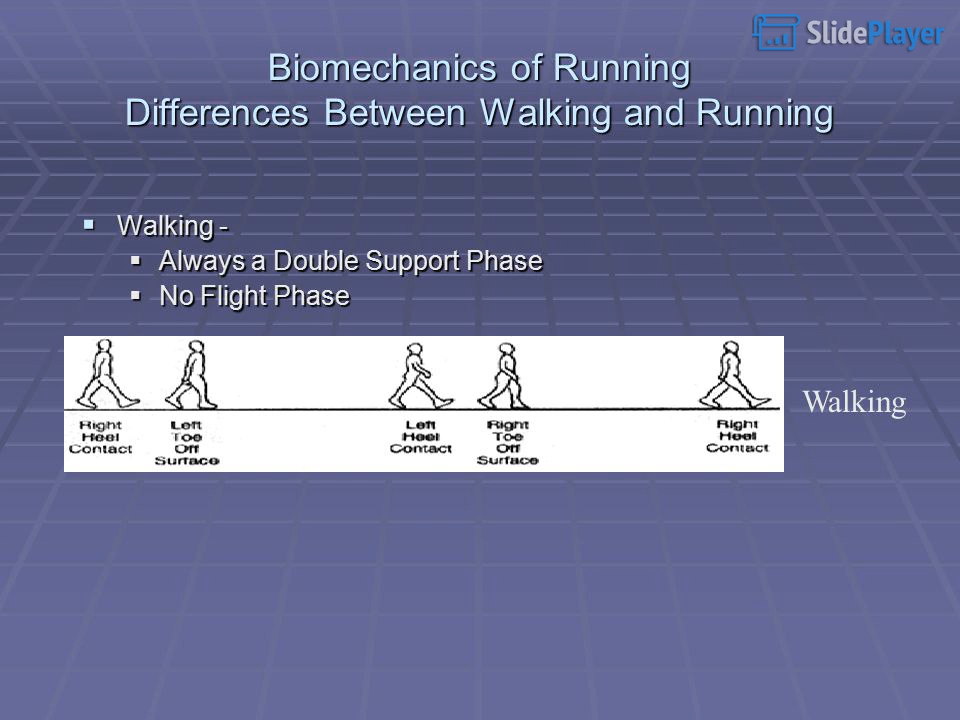 SlidePlayer
Biomechanics of Running
Differences Between Walking and Running
Walking -
Always a Double Support Phase
No Flight Phase
Right Heel Contact
Left Toe Off Surface
Left Heel Contact
Right Toe Off Surface
Right Heel Contact
Walking